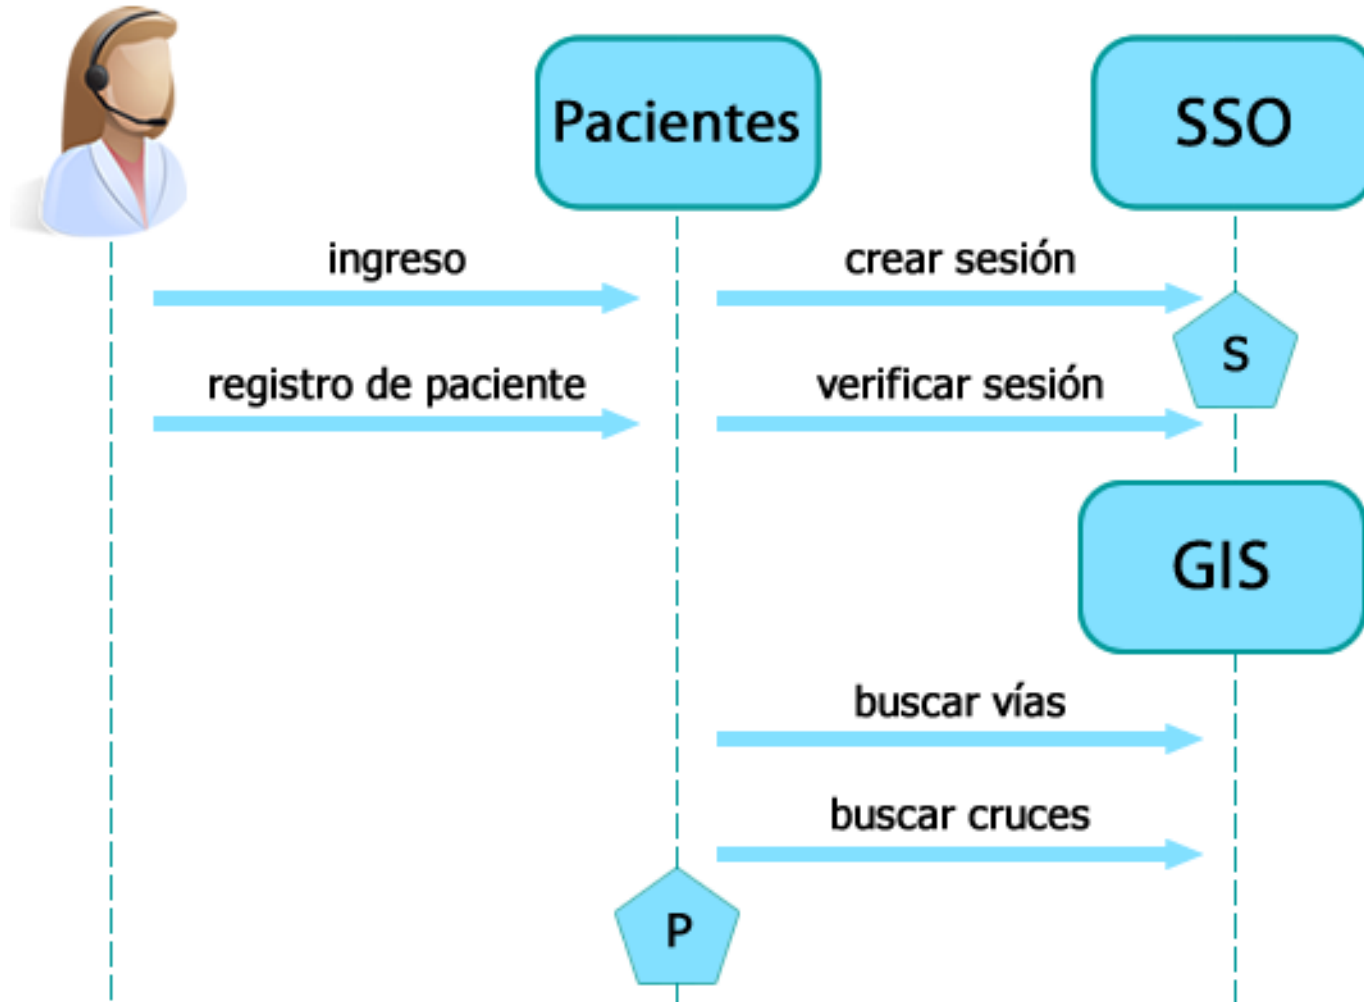 Pacientes
SSO
ingreso
crear sesión
S
registro de paciente
verificar sesión
GIS
buscar vías
buscar cruces
P